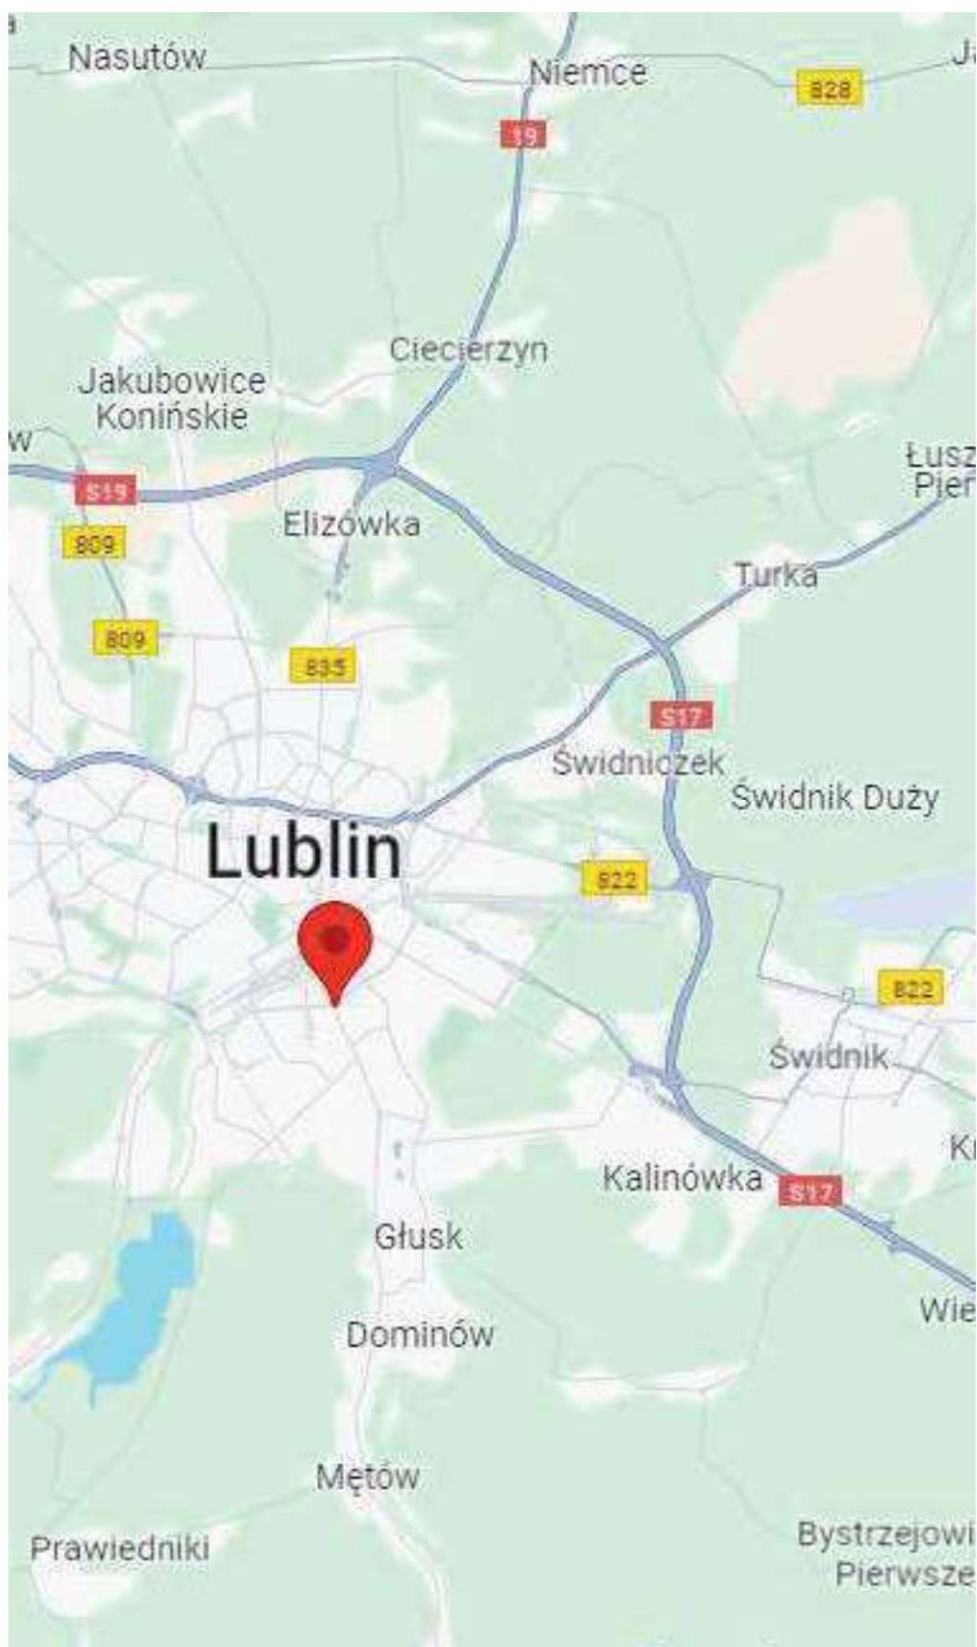 Nasutów
Niemce
828
19
Ciecierzyn
Jakubowice
Konińskie
w
S19
Łusz
Pier
Elizówka
809
Turka
809
835
S17
Świdniczek
Świdnik Duży
Lublin
822
822
Świdnik
Kalinówka
S17
Głusk
Wie
Dominów
Mętów
Bystrzejowi
Pierwsze
Prawiedniki